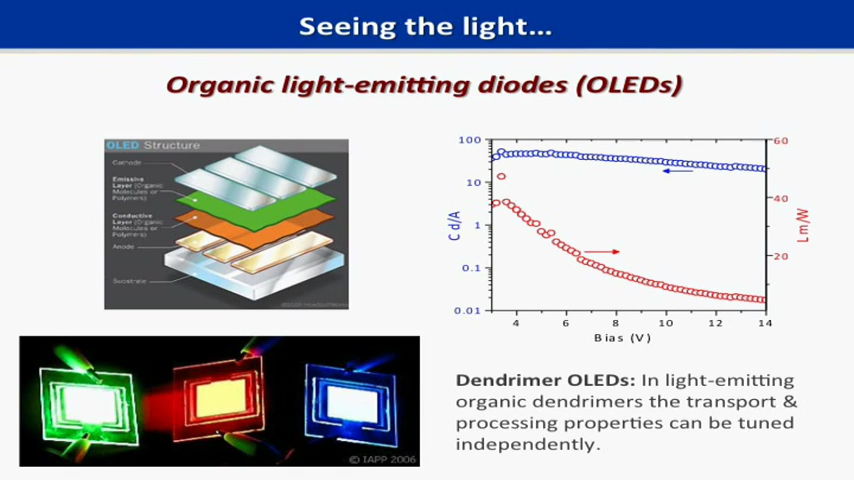 Seeing the light...
Organic light-emitting diodes (OLEDs)
OLED Structure
Cathode
Emissive
Layer (Organic
Molecules or
Polymers)
Conductive
Layer (Organic
Molecules or
Polymers)
Anode
Substrate
100
10
1
0.1
0.01
Cd/A
60
40
20
Lm/W
4 6 8 10 12 14
Bias (V)
© IAPP 2006
Dendrimer OLEDs: In light-emitting
organic dendrimers the transport &
processing properties can be tuned
independently.